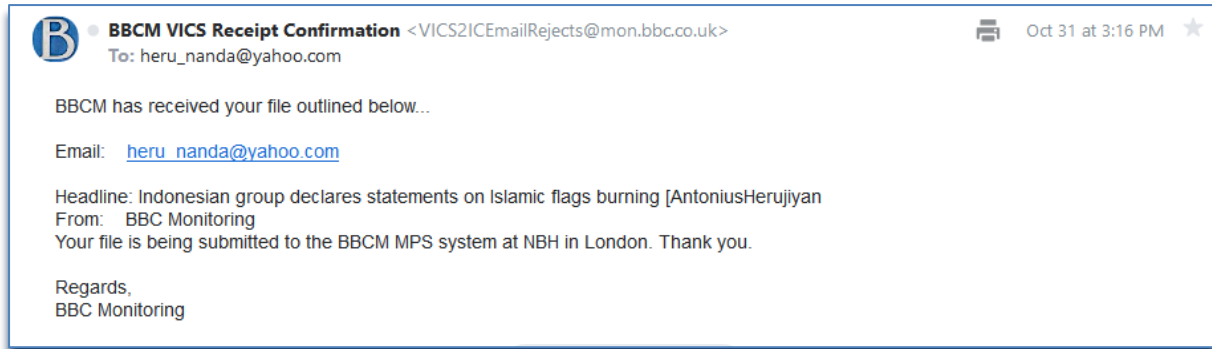 B
BBCM VICS Receipt Confirmation <VICS2ICEmailRejects@mon.bbc.co.uk> Oct 31 at 3:16 PM
To: heru_nanda@yahoo.com
BBCM has received your file outlined below...
Email: heru_nanda@yahoo.com
Headline: Indonesian group declares statements on Islamic flags burning [AntoniusHerujiyan
From: BBC Monitoring
Your file is being submitted to the BBCM MPS system at NBH in London. Thank you.
Regards,
BBC Monitoring